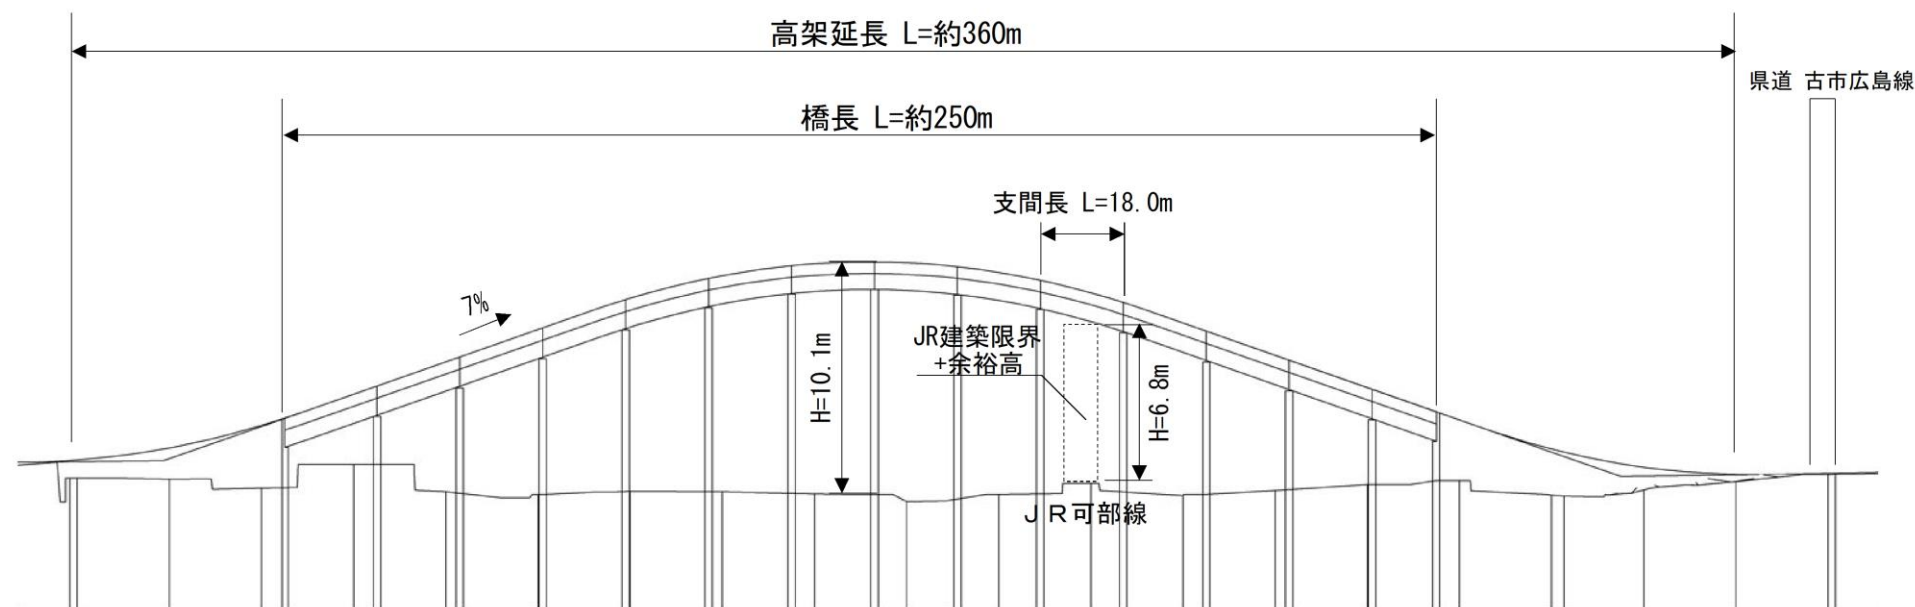 高架延長 L=約360m
県道 古市広島線
橋長 L=約250m
支間長 L=18.0m
7%
JR建築限界
+余裕高
H=10.1m
H=6.8m
ＪＲ可部線